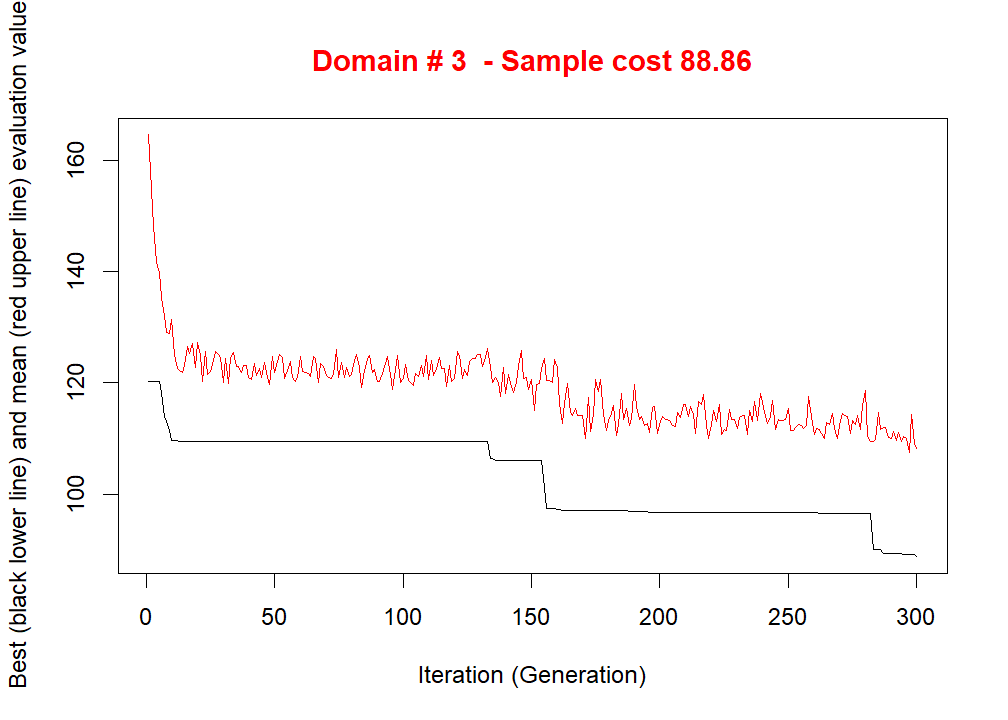 Domain # 3  - Sample cost 88.86
Best (black lower line) and mean (red upper line) evaluation value
160
140
120
100
0 50 100 150 200 250 300
Iteration (Generation)